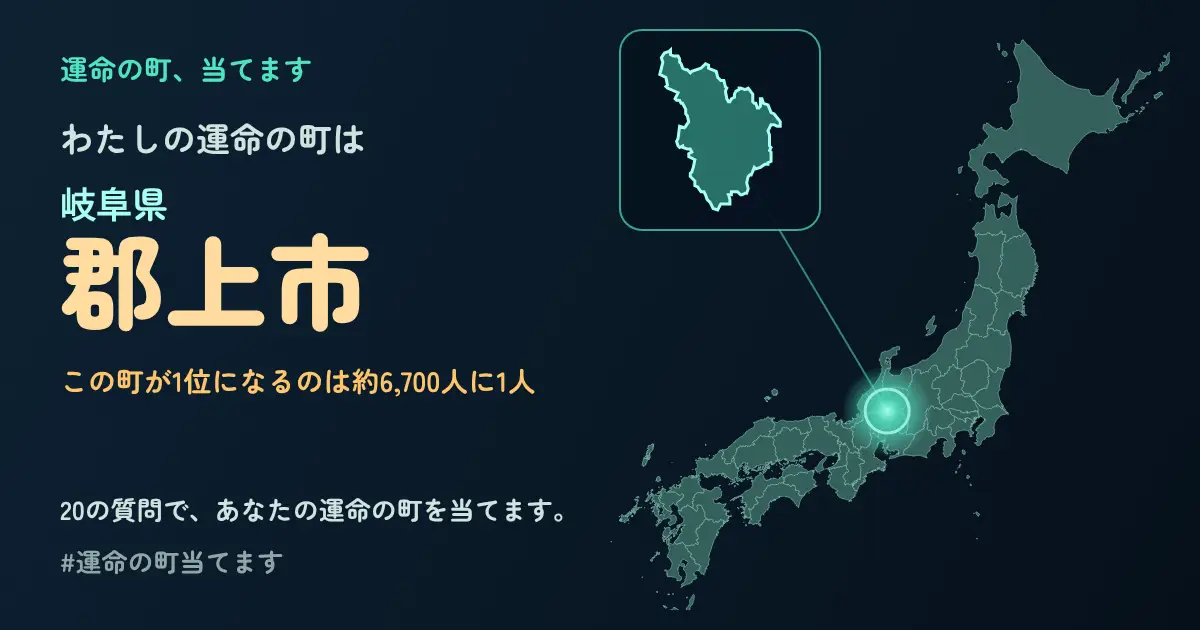 運命の町、当てます
わたしの運命の町は
岐阜県
郡上市
この町が1位になるのは約6,700人に1人
20の質問で、あなたの運命の町を当てます。
#運命の町当てます